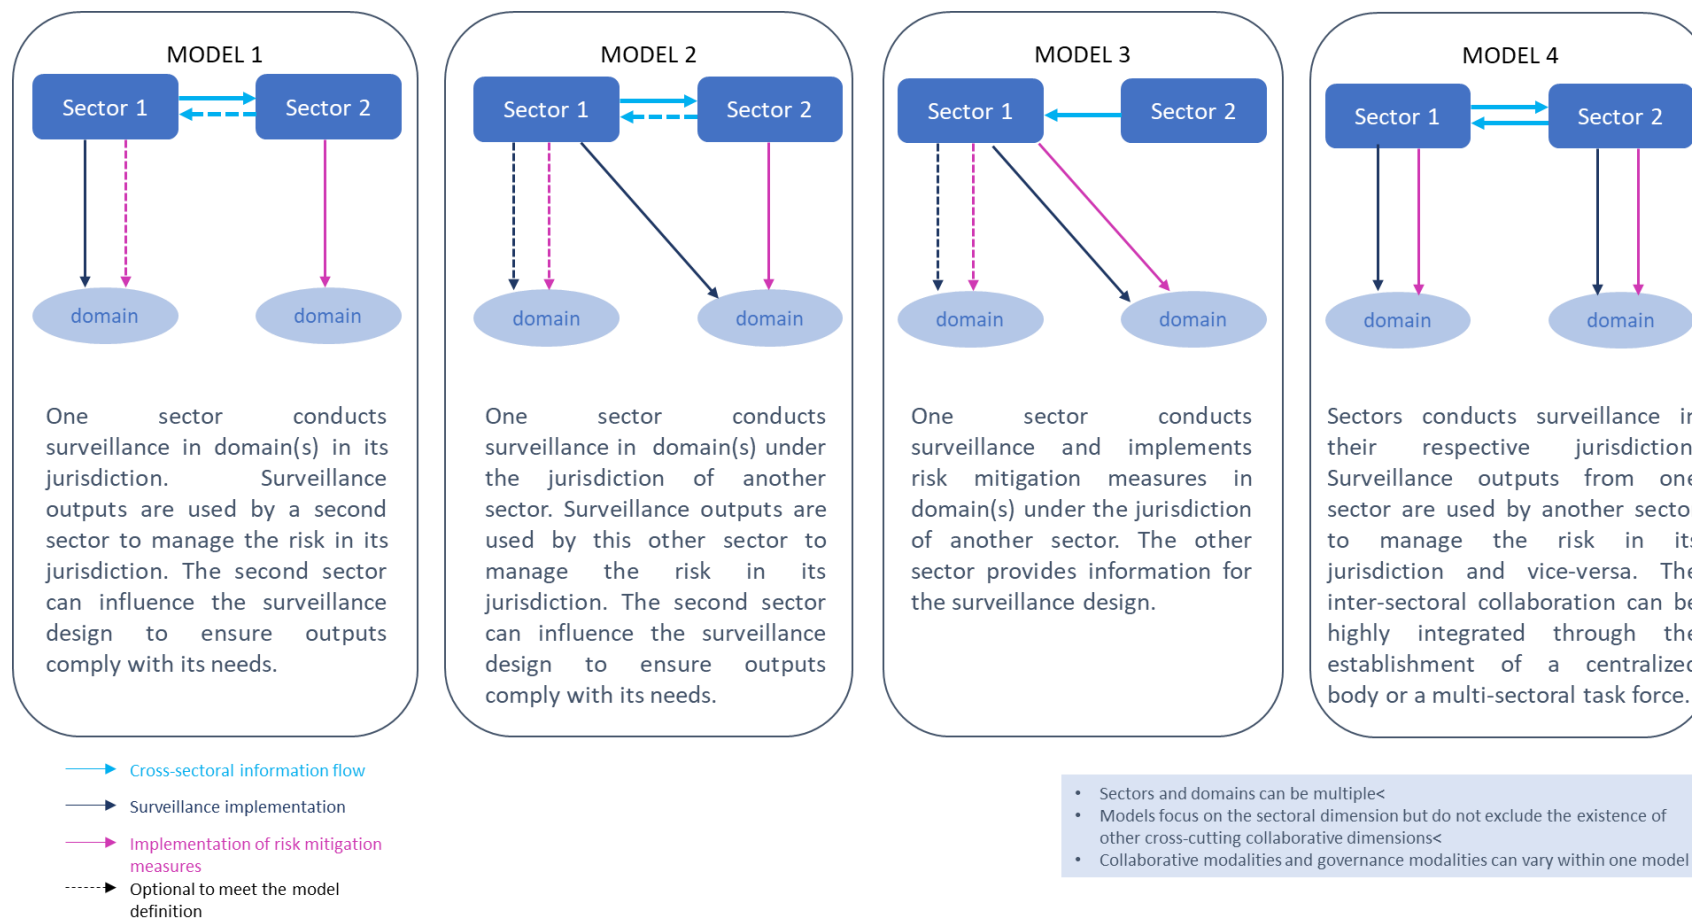 MODEL 1
Sector 1
Sector 2
domain
domain
One sector conducts
surveillance in domain(s) in its
jurisdiction. Surveillance
outputs are used by a second
sector to manage the risk in its
jurisdiction. The second sector
can influence the surveillance
design to ensure outputs
comply with its needs.
MODEL 2
Sector 1
Sector 2
domain
domain
One sector conducts
surveillance in domain(s) under
the jurisdiction of another
sector. Surveillance outputs are
used by this other sector to
manage the risk in its
jurisdiction. The second sector
can influence the surveillance
design to ensure outputs
comply with its needs.
MODEL 3
Sector 1
Sector 2
domain
domain
One sector conducts
surveillance and implements
risk mitigation measures in
domain(s) under the jurisdiction
of another sector. The other
sector provides information for
the surveillance design.
MODEL 4
Sector 1
Sector 2
domain
domain
Sectors conducts surveillance in
their respective jurisdiction
Surveillance outputs from one
sector are used by another secto
to manage the risk in its
jurisdiction and vice-versa. The
inter-sectoral collaboration can be
highly integrated through the
establishment of a centralized
body or a multi-sectoral task force.
Cross-sectoral information flow
Surveillance implementation
Implementation of risk mitigation
measures
Optional to meet the model
definition
• Sectors and domains can be multiple<
• Models focus on the sectoral dimension but do not exclude the existence of
other cross-cutting collaborative dimensions<
• Collaborative modalities and governance modalities can vary within one model